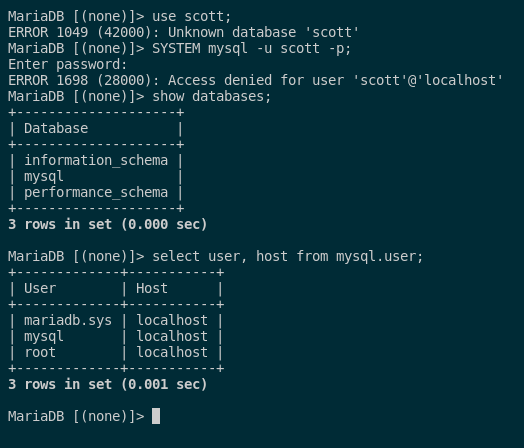 MariaDB [(none)]> use scott;
ERROR 1049 (42000): Unknown database 'scott'
MariaDB [(none)]> SYSTEM mysql -u scott -p;
Enter password:
ERROR 1698 (28000): Access denied for user 'scott'@'localhost'
MariaDB [(none)]> show databases;
+--------------------+
| Database           |
+--------------------+
| information_schema |
| mysql              |
| performance_schema |
+--------------------+
3 rows in set (0.000 sec)

MariaDB [(none)]> select user, host from mysql.user;
+-------------+-----------+
| User        | Host      |
+-------------+-----------+
| mariadb.sys | localhost |
| mysql       | localhost |
| root        | localhost |
+-------------+-----------+
3 rows in set (0.001 sec)

MariaDB [(none)]>